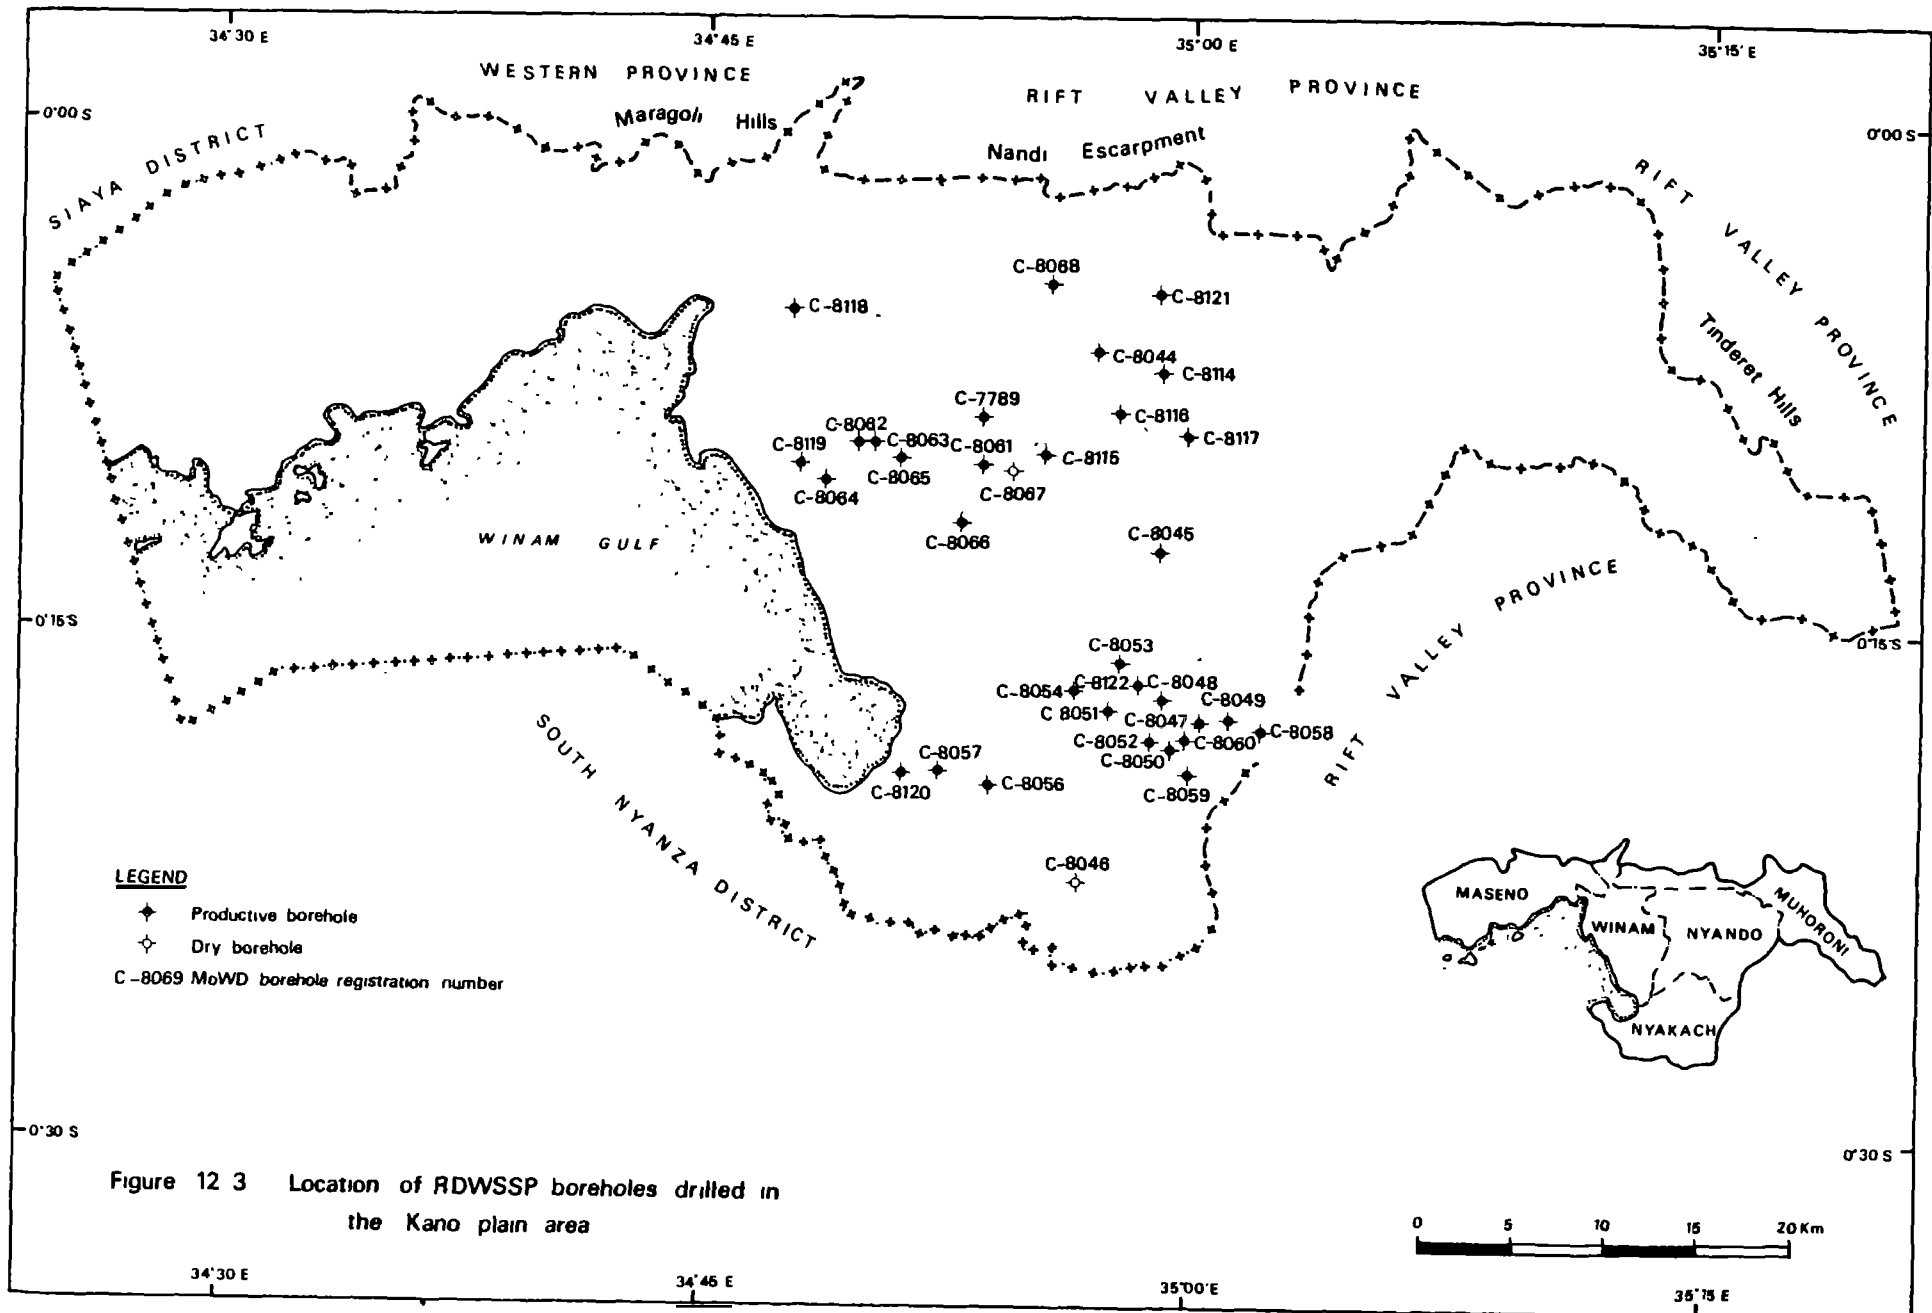 34°30 E
34°45 E
35°00 E
35°15' E
WESTERN PROVINCE
RIFT VALLEY PROVINCE
0°00 S
Maragoli Hills
0°00 S
SIAYA DISTRICT
Nandi Escarpment
RIFT VALLEY PROVINCE
C-8068
C-8121
C-8118
Tinderet Hills
C-8044
C-8114
C-7789
C-8116
C-8062
C-8063
C-8061
C-8117
C-8119
C-8115
C-8065
C-8064
C-8067
WINAM GULF
C-8066
C-8045
RIFT VALLEY PROVINCE
0°15'S
0°15'S
C-8053
C-8054
C-8122
C-8048
C-8049
C 8051
C-8047
C-8058
C-8052
C-8060
C-8050
C-8057
C-8056
C-8120
C-8059
SOUTH NYANZA DISTRICT
C-8046
LEGEND
Productive borehole
Dry borehole
C-8069 MoWD borehole registration number
MASENO
MUHORONI
WINAM
NYANDO
NYAKACH
0°30 S
0°30 S
Figure 12 3 Location of RDWSSP boreholes drilled in
the Kano plain area
0 5 10 15 20 Km
34°30 E
34°45 E
35°00'E
35°15 E